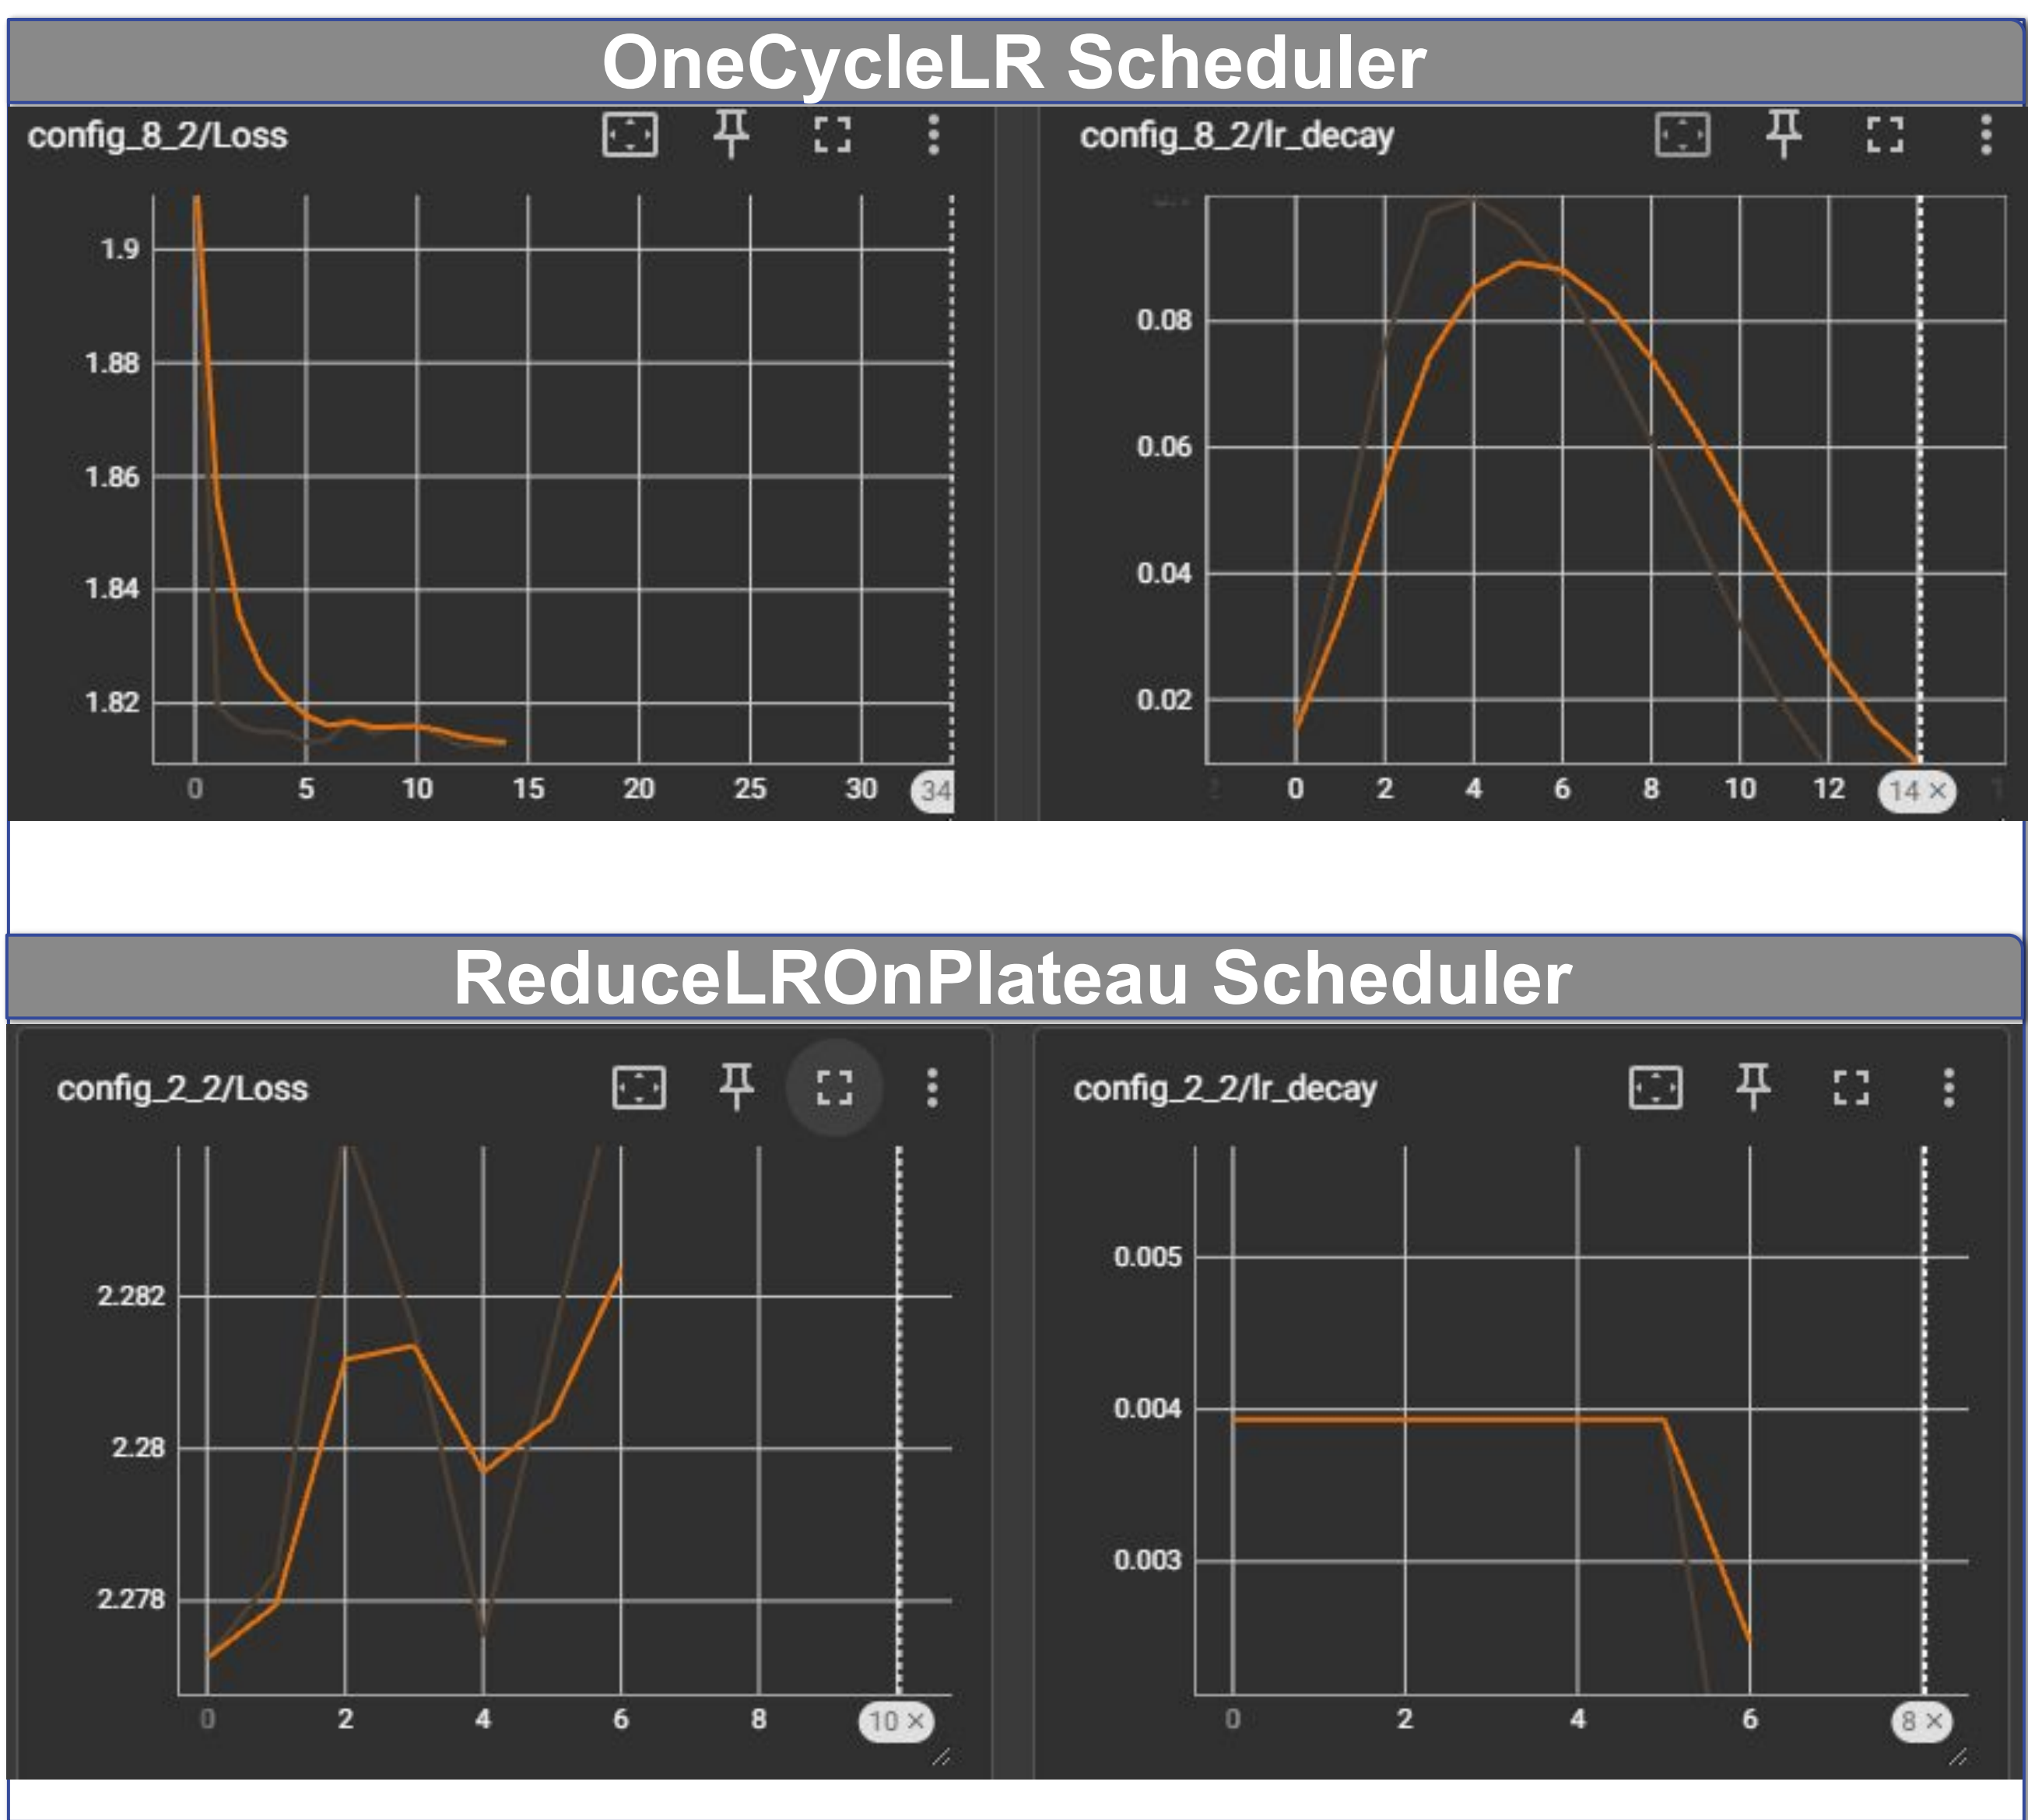 OneCycleLR Scheduler
config_8_2/Loss
1.9
1.88
1.86
1.84
1.82
0 5 10 15 20 25 30 34
config_8_2/lr_decay
0.08
0.06
0.04
0.02
0 2 4 6 8 10 12 14 ×
ReduceLROnPlateau Scheduler
config_2_2/Loss
2.282
2.28
2.278
0 2 4 6 8 10 ×
config_2_2/lr_decay
0.005
0.004
0.003
0 2 4 6 8 ×